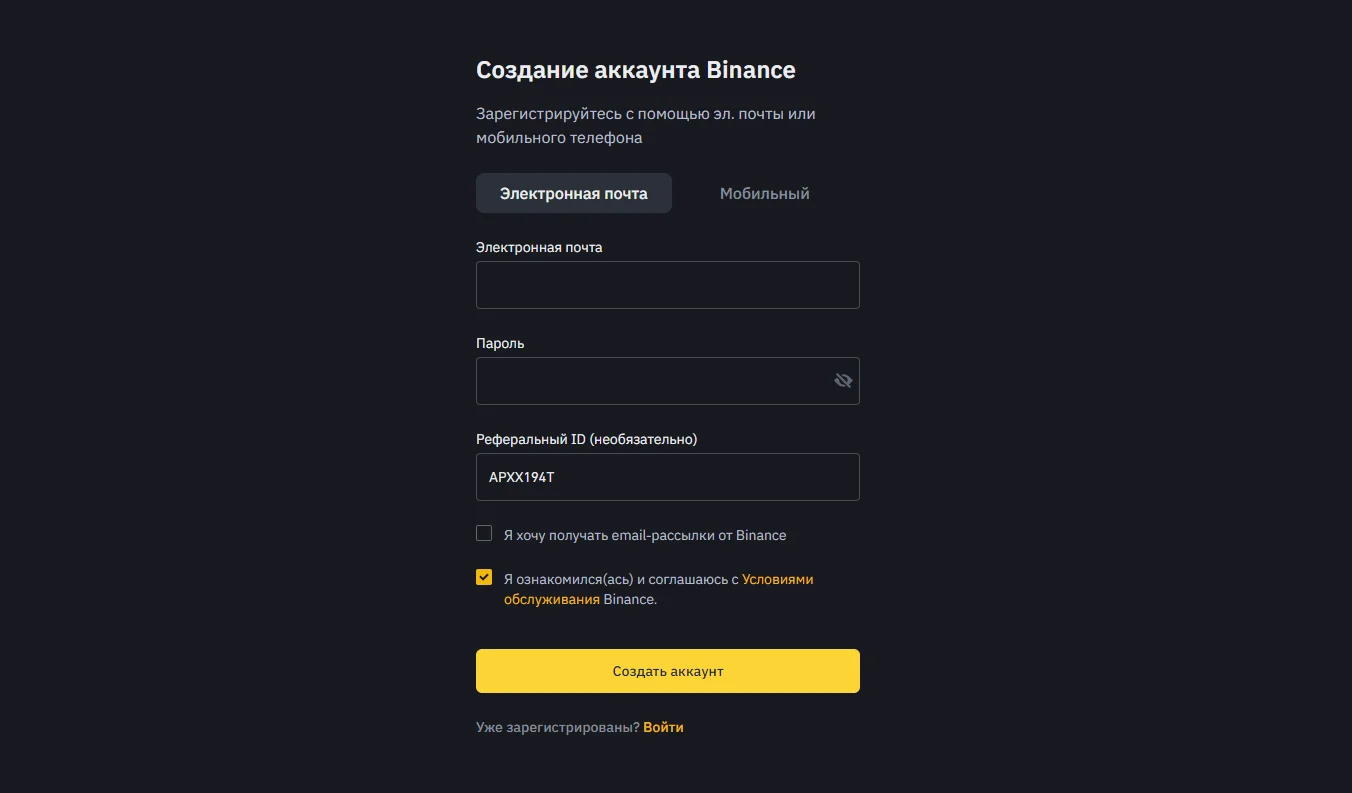 Создание аккаунта Binance
Зарегистрируйтесь с помощью эл. почты или
мобильного телефона
Электронная почта
Мобильный
Электронная почта
Пароль
Реферальный ID (необязательно)
APXX194T
Я хочу получать email-рассылки от Binance
Я ознакомился(ась) и соглашаюсь с Условиями
обслуживания Binance.
Создать аккаунт
Уже зарегистрированы? Войти